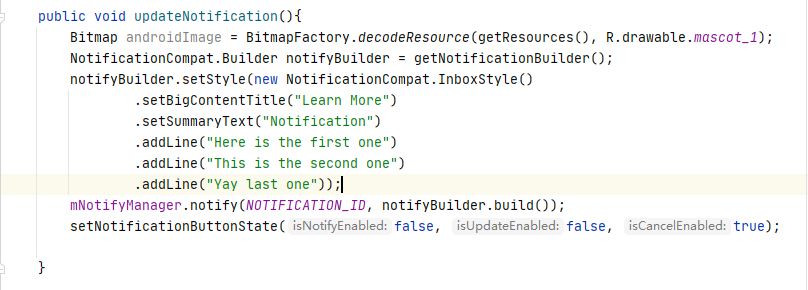 public void updateNotification(){
Bitmap androidImage = BitmapFactory.decodeResource(getResources(), R.drawable.mascot_1);
NotificationCompat.Builder notifyBuilder = getNotificationBuilder();
notifyBuilder.setStyle(new NotificationCompat.InboxStyle()
.setBigContentTitle("Learn More")
.setSummaryText("Notification")
.addLine("Here is the first one")
.addLine("This is the second one")
.addLine("Yay last one"));
mNotifyManager.notify(NOTIFICATION_ID, notifyBuilder.build());
setNotificationButtonState( isNotifyEnabled: false, isUpdateEnabled: false, isCancelEnabled: true);
}